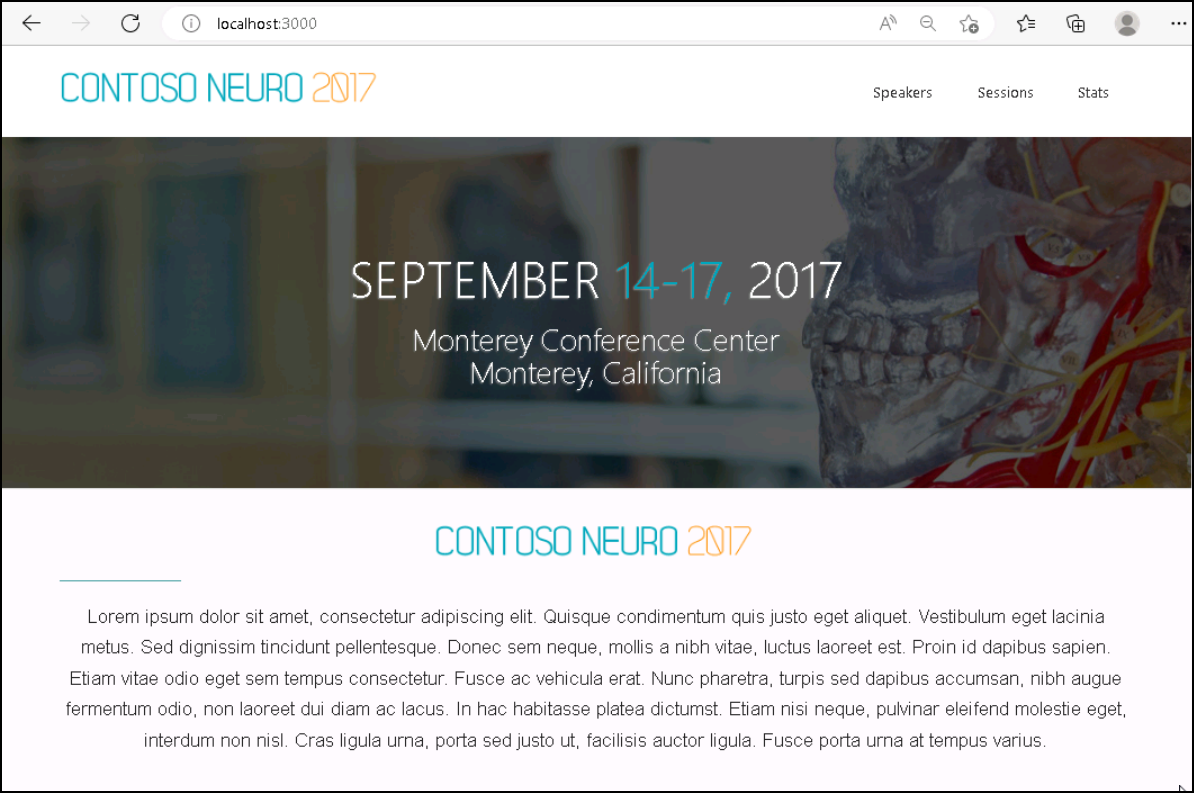 localhost:3000
CONTOSO NEURO 2017
Speakers Sessions Stats
SEPTEMBER 14-17, 2017
Monterey Conference Center
Monterey, California
CONTOSO NEURO 2017
Lorem ipsum dolor sit amet, consectetur adipiscing elit. Quisque condimentum quis justo eget aliquet. Vestibulum eget lacinia
metus. Sed dignissim tincidunt pellentesque. Donec sem neque, mollis a nibh vitae, luctus laoreet est. Proin id dapibus sapien.
Etiam vitae odio eget sem tempus consectetur. Fusce ac vehicula erat. Nunc pharetra, turpis sed dapibus accumsan, nibh augue
fermentum odio, non laoreet dui diam ac lacus. In hac habitasse platea dictumst. Etiam nisi neque, pulvinar eleifend molestie eget,
interdum non nisl. Cras ligula urna, porta sed justo ut, facilisis auctor ligula. Fusce porta urna at tempus varius.